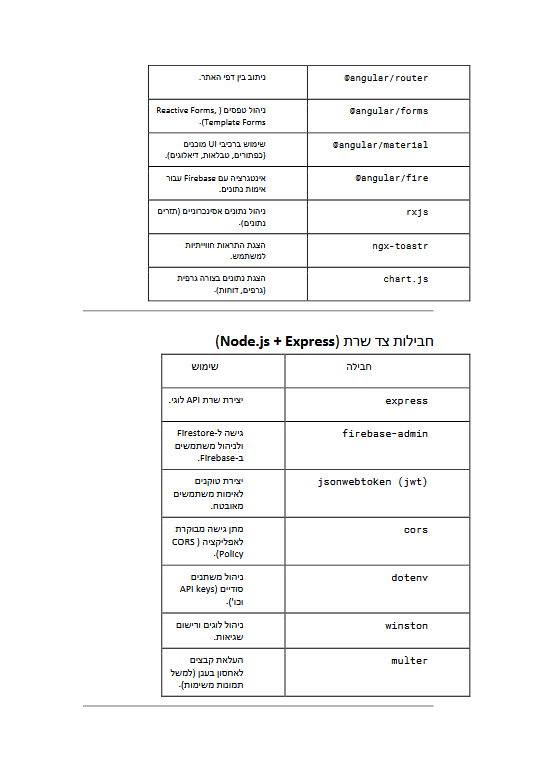 @angular/router
ניתוב בין דפי האתר.
@angular/forms
ניהול טפסים (Reactive Forms,
Template Forms).
@angular/material
שימוש ברכיבי UI מוכנים
(כפתורים, טבלאות, דיאלוגים).
@angular/fire
אינטגרציה עם Firebase עבור
אימות נתונים.
rxjs
ניהול נתונים אסינכרוניים (תזרים
נתונים).
ngx-toastr
הצגת התראות חווייתיות
למשתמש.
chart.js
הצגת נתונים בצורה גרפית
(גרפים, דוחות).
חבילות צד שרת (Node.js + Express)
חבילה
שימוש
express
יצירת שרת API לוגי.
firebase-admin
גישה ל-Firestore
ולניהול משתמשים
ב-Firebase.
jsonwebtoken (jwt)
יצירת טוקנים
לאימות משתמשים
מאובטח.
cors
מתן גישה מבוקרת
לאפליקציה (CORS
Policy).
dotenv
ניהול משתנים
סודיים (API keys
וכו').
winston
ניהול לוגים ורישום
שגיאות.
multer
העלאת קבצים
לאחסון בענן (למשל
תמונות משימות).